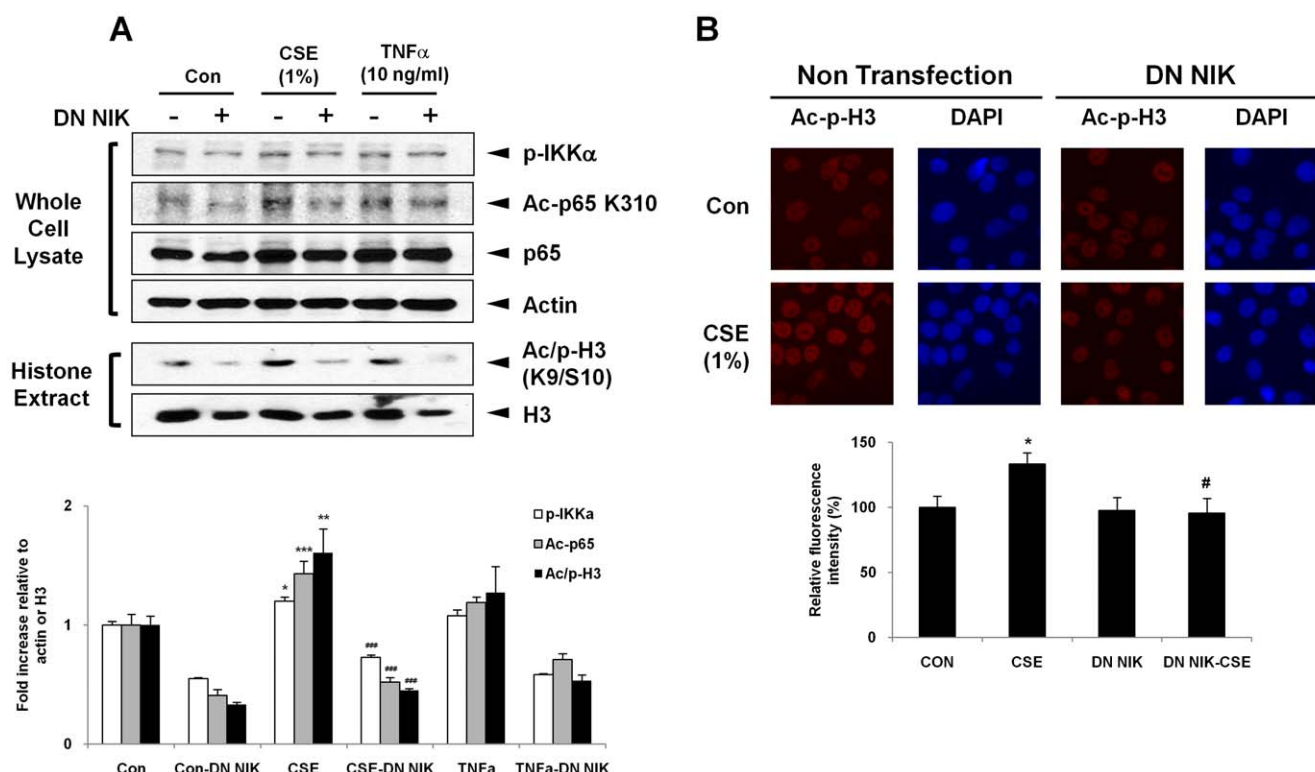 A
Con
CSE
(1%)
TNFα
(10 ng/ml)
DN NIK - + - + - +
Whole
Cell
Lysate
p-IKKα
Ac-p65 K310
p65
Actin
Histone
Extract
Ac/p-H3
(K9/S10)
H3
Fold increase relative to
actin or H3
2
1
0
p-IKKa
Ac-p65
Ac/p-H3
* *** **
### ### ###
Con Con-DN NIK CSE CSE-DN NIK TNFa TNFa-DN NIK
B
Non Transfection DN NIK
Ac-p-H3 DAPI Ac-p-H3 DAPI
Con
CSE
(1%)
Relative fluorescence
intensity (%)
150
100
50
0
*
#
CON CSE DN NIK DN NIK-CSE